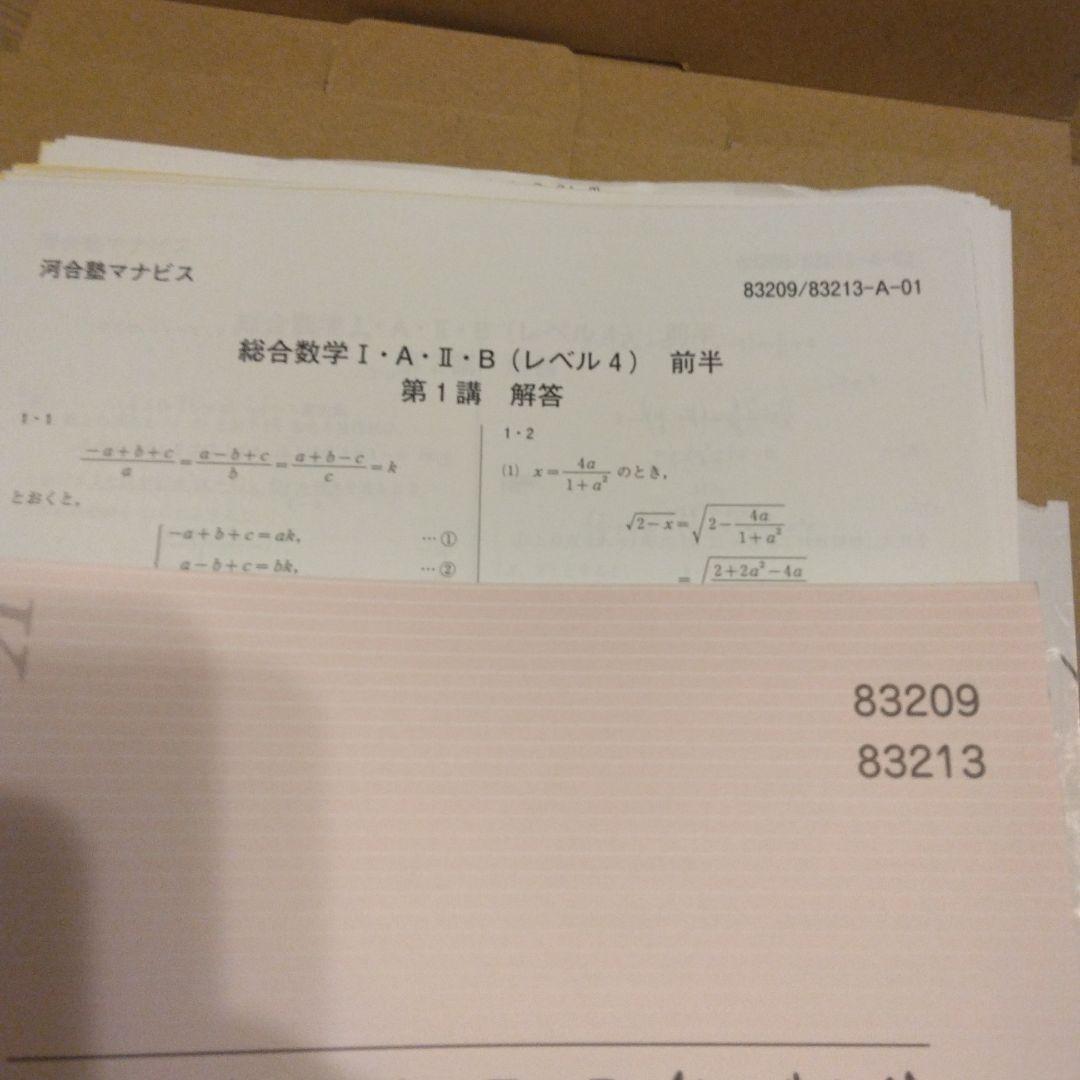 河合塾マナビス
83209/83213-A-01
総合数学Ⅰ・A・Ⅱ・B（レベル4）　前半
第1講　解答
1・1
(-a+b+c)/a = (a-b+c)/b = (a+b-c)/c = k
とおくと，
-a+b+c=ak, …①
a-b+c=bk, …②
1・2
(1) x = 4a/(1+a²) のとき，
√(2-x) = √(2 - 4a/(1+a²))
= √(2+2a²-4a
83209
83213